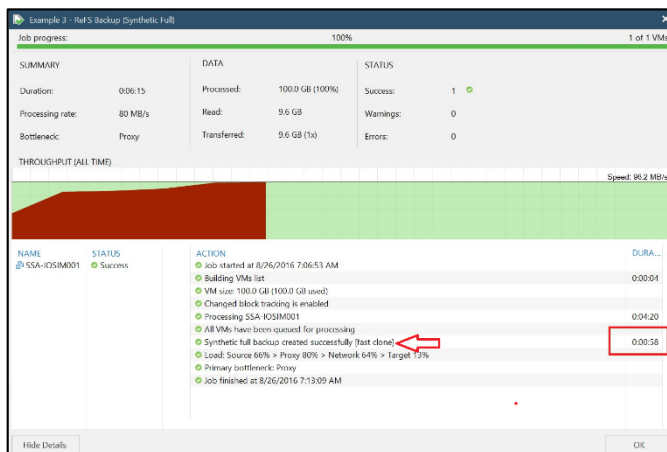 Example 3 - ReFS Backup (Synthetic Full)
Job progress: 100% 1 of 1 VMs
SUMMARY DATA STATUS
Duration: 0:06:15 Processed: 100.0 GB (100%) Success: 1
Processing rate: 80 MB/s Read: 9.6 GB Warnings: 0
Bottleneck: Proxy Transferred: 9.6 GB (1x) Errors: 0
THROUGHPUT (ALL TIME)
Speed: 96.2 MB/s
NAME STATUS ACTION DURA...
SSA-IOSIM001 Success Job started at 8/26/2016 7:06:53 AM
Building VMs list 0:00:04
VM size: 100.0 GB (100.0 GB used)
Changed block tracking is enabled
Processing SSA-IOSIM001 0:04:20
All VMs have been queued for processing
Synthetic full backup created successfully [fast clone] 0:00:58
Load: Source 66% > Proxy 80% > Network 64% > Target 13%
Primary bottleneck: Proxy
Job finished at 8/26/2016 7:13:09 AM
Hide Details OK